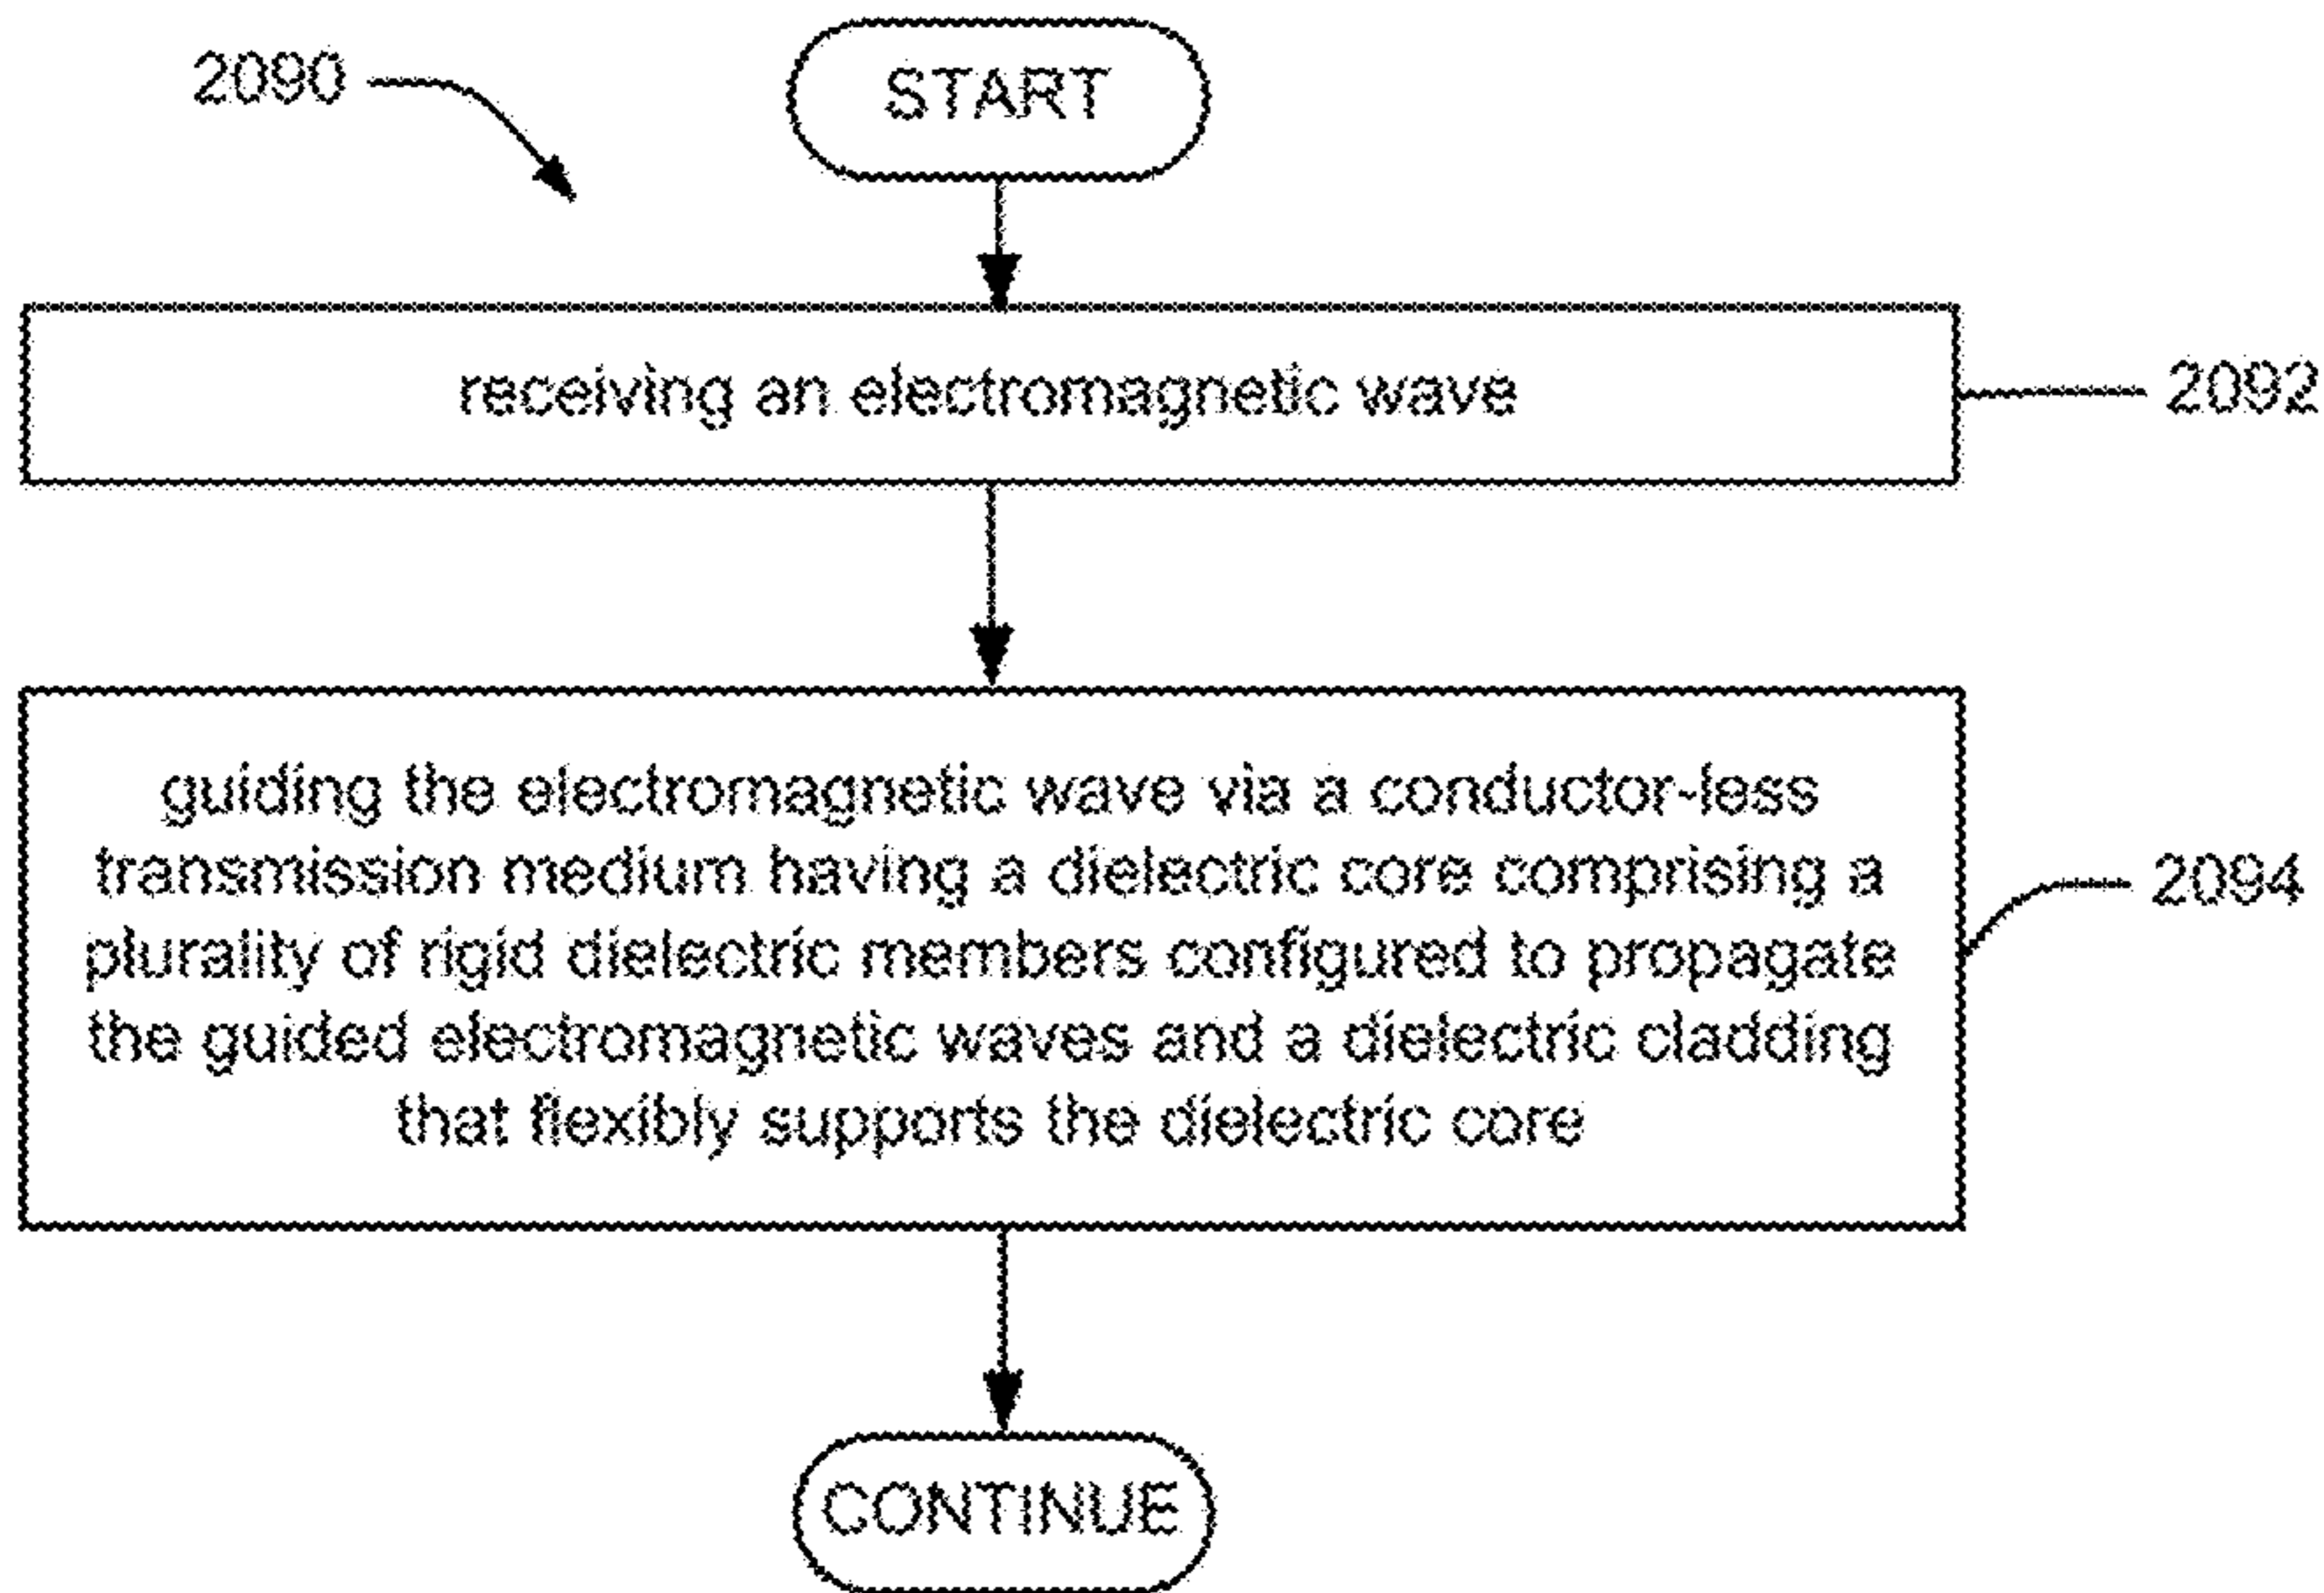 2090
START
receiving an electromagnetic wave
2092
guiding the electromagnetic wave via a conductor-less
transmission medium having a dielectric core comprising a
plurality of rigid dielectric members configured to propagate
the guided electromagnetic waves and a dielectric cladding
that flexibly supports the dielectric core
2094
CONTINUE